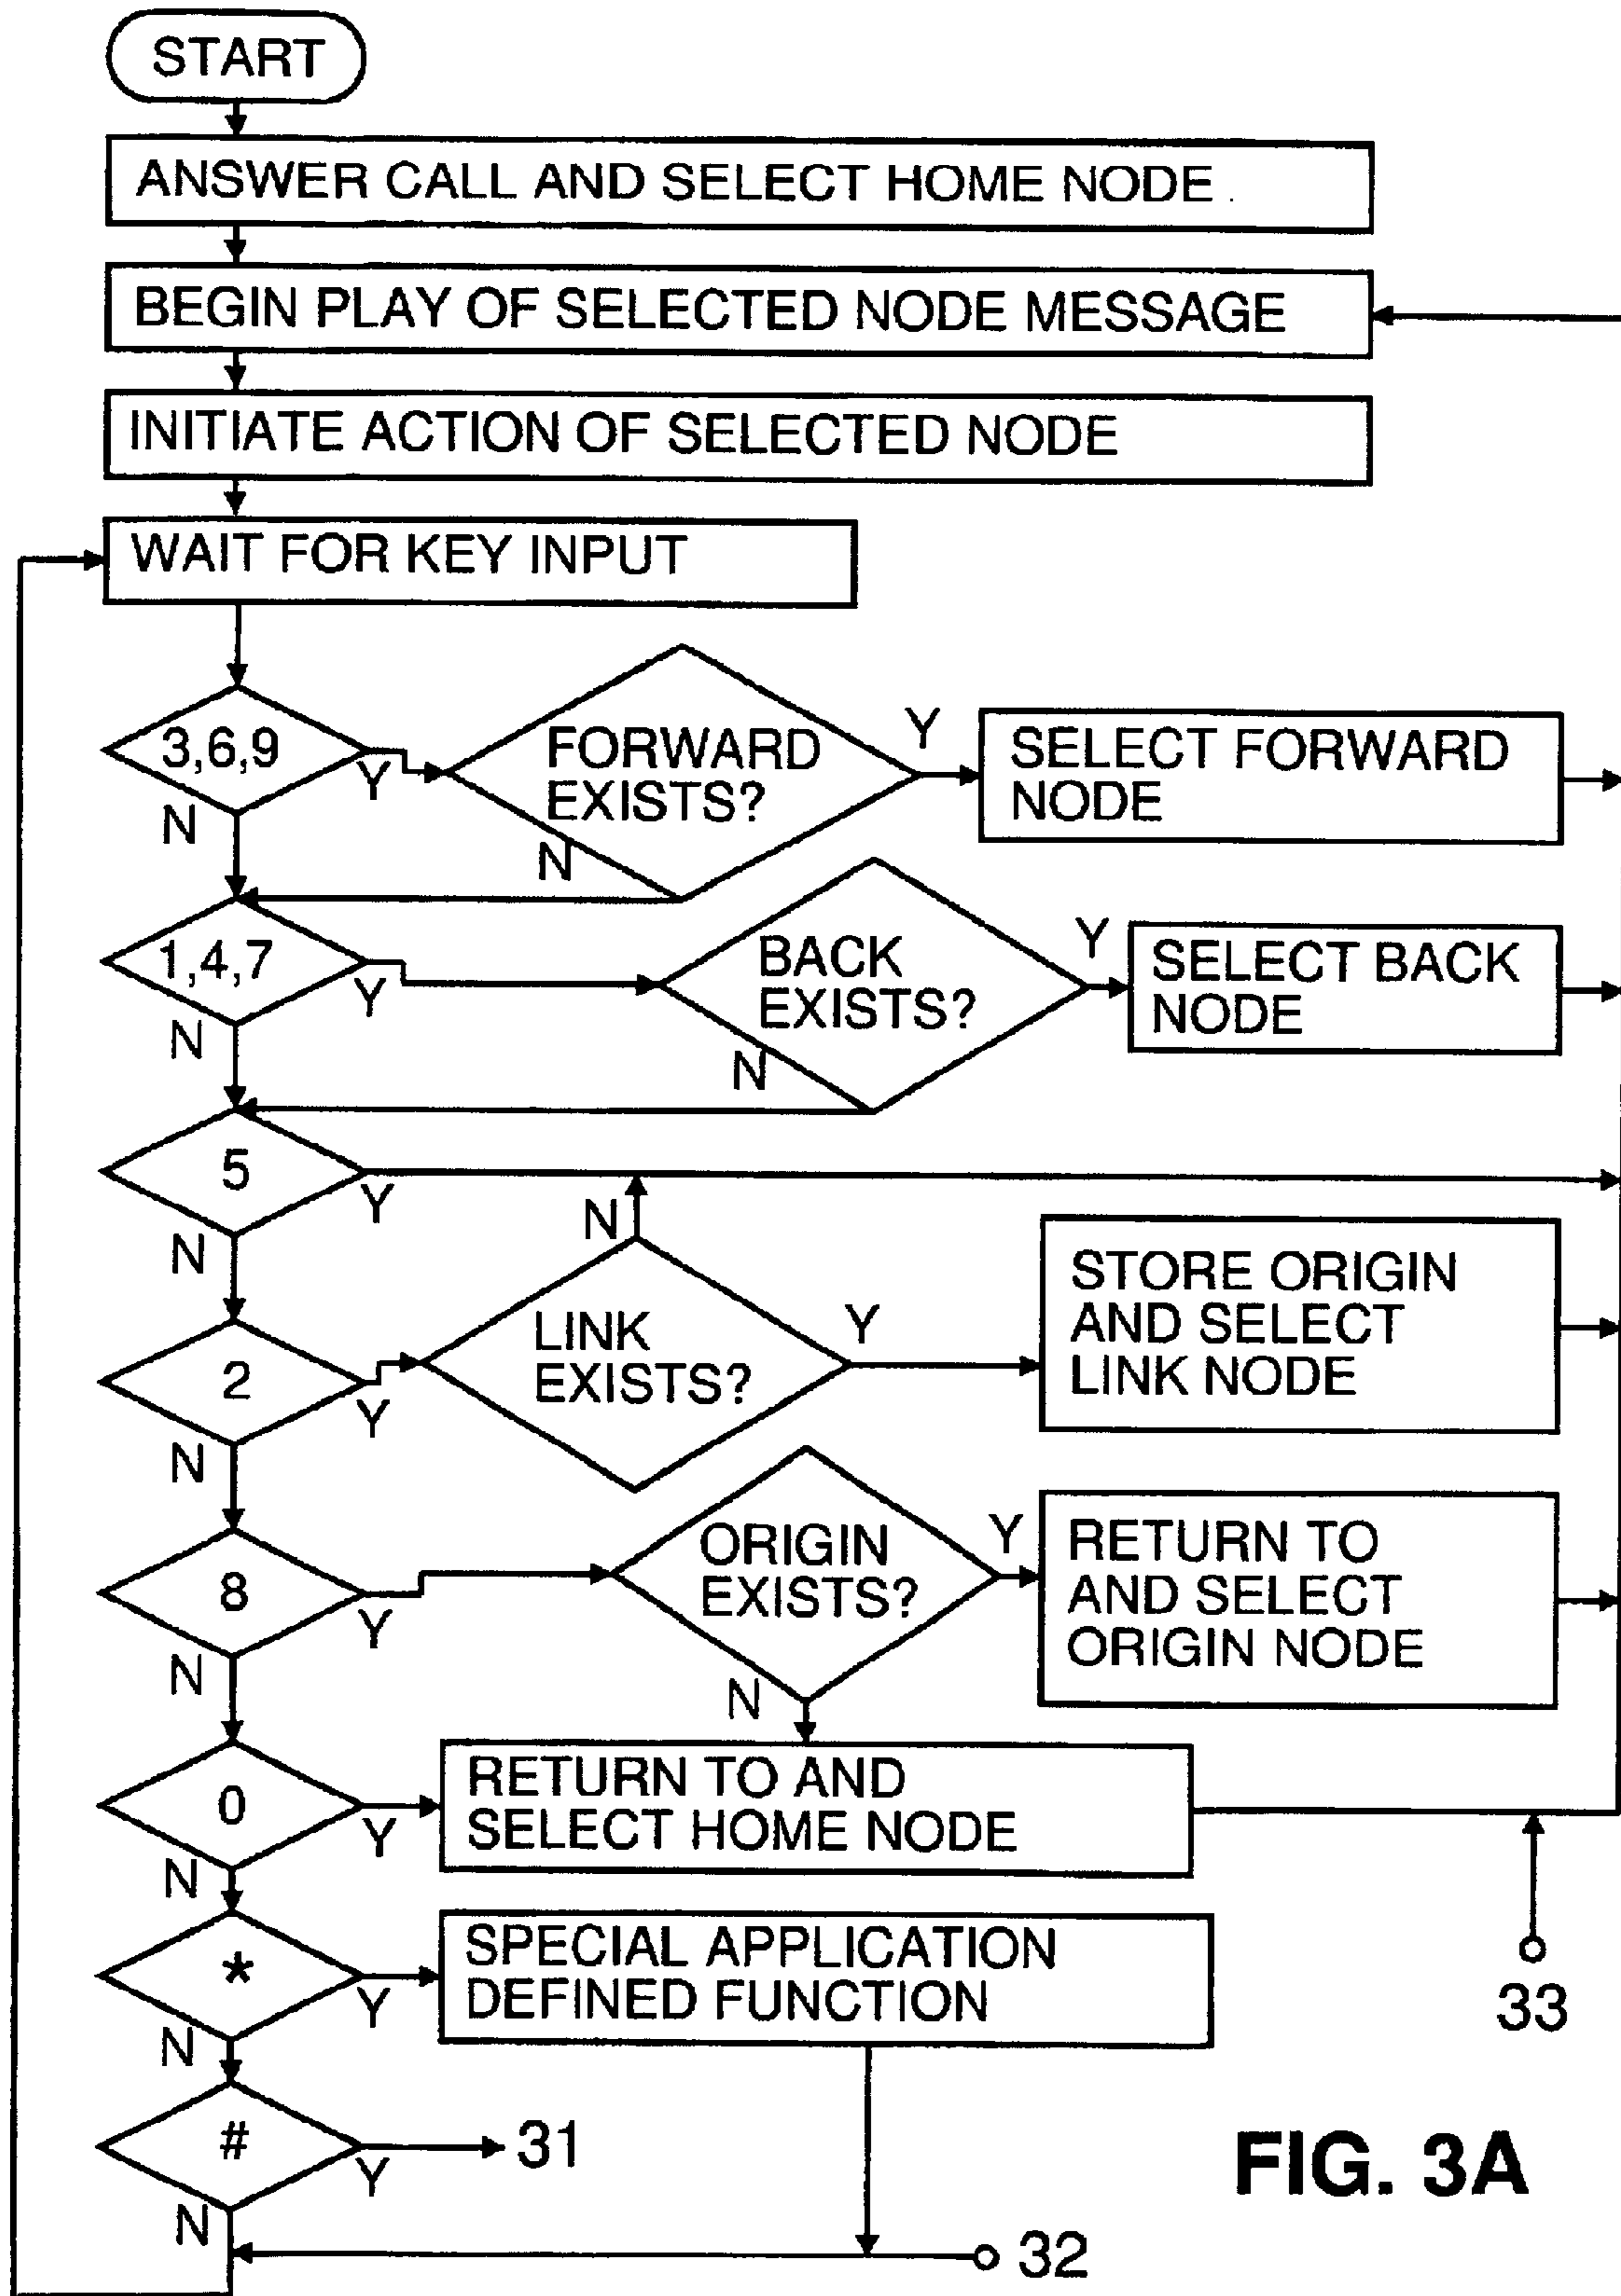 START
ANSWER CALL AND SELECT HOME NODE
BEGIN PLAY OF SELECTED NODE MESSAGE
INITIATE ACTION OF SELECTED NODE
WAIT FOR KEY INPUT
3,6,9
Y
N
FORWARD
EXISTS?
Y
N
SELECT FORWARD
NODE
1,4,7
Y
N
BACK
EXISTS?
Y
N
SELECT BACK
NODE
5
Y
N
2
Y
N
LINK
EXISTS?
N
Y
STORE ORIGIN
AND SELECT
LINK NODE
8
Y
N
ORIGIN
EXISTS?
Y
N
RETURN TO
AND SELECT
ORIGIN NODE
0
Y
N
RETURN TO AND
SELECT HOME NODE
33
*
Y
N
SPECIAL APPLICATION
DEFINED FUNCTION
#
Y
N
31
32
FIG. 3A